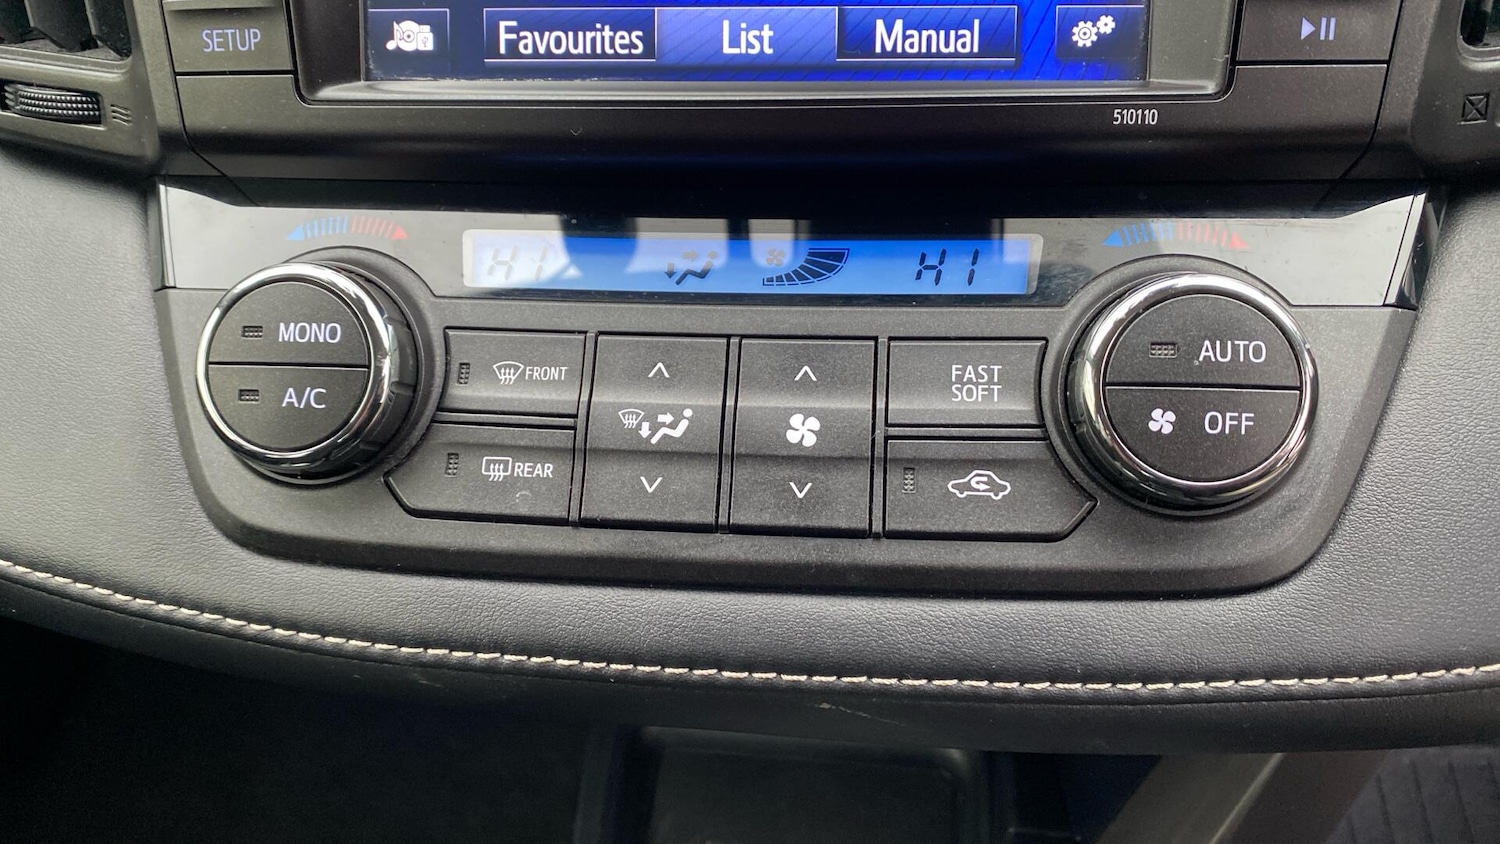 SETUP
Favourites List Manual
510110
HI HI
MONO
A/C
FRONT
REAR
FAST
SOFT
AUTO
OFF